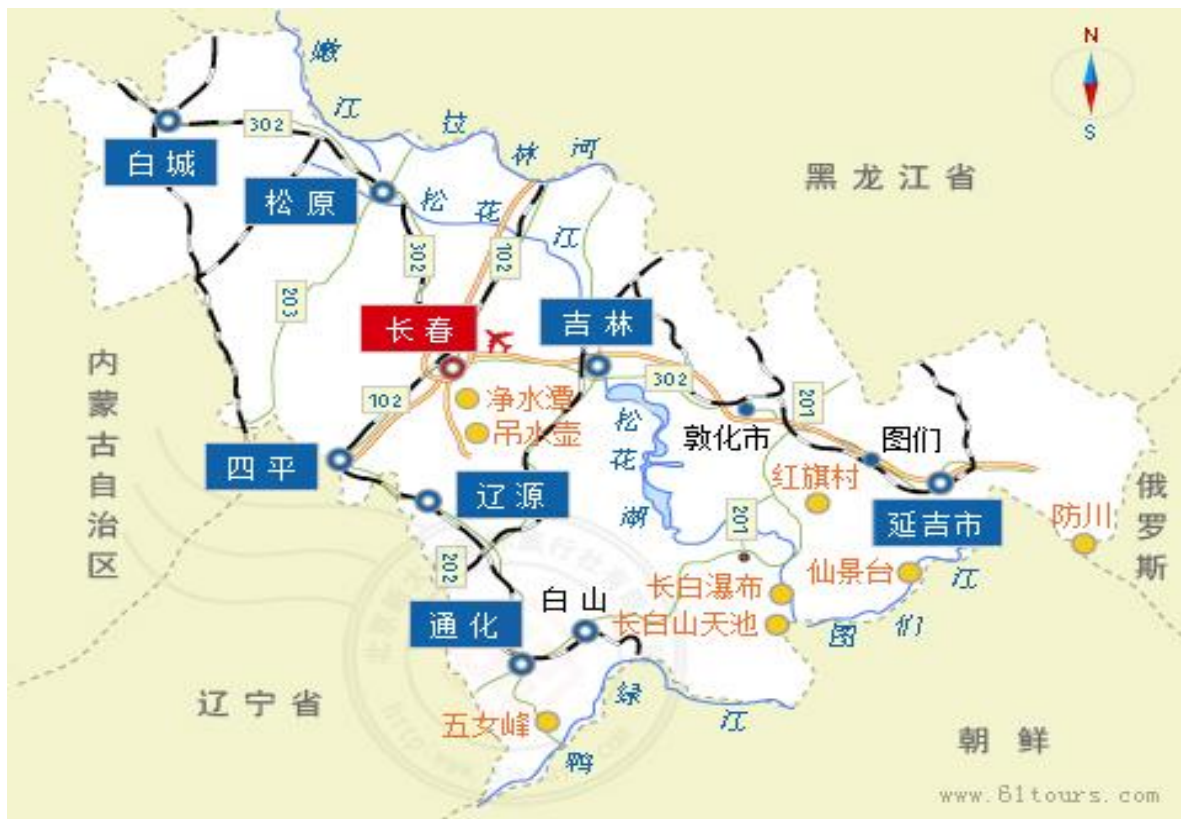 N
S
嫩江
拉林河
302
白城
松原
松花江
黑龙江省
302
102
203
长春
吉林
内蒙古自治区
102
净水潭
吊水壶
302
松花湖
敦化市
201
图们
四平
辽源
红旗村
延吉市
俄罗斯
防川
201
202
白山
长白瀑布
仙景台
通化
长白山天池
图们江
辽宁省
五女峰
鸭绿江
朝鲜
www.61tours.com